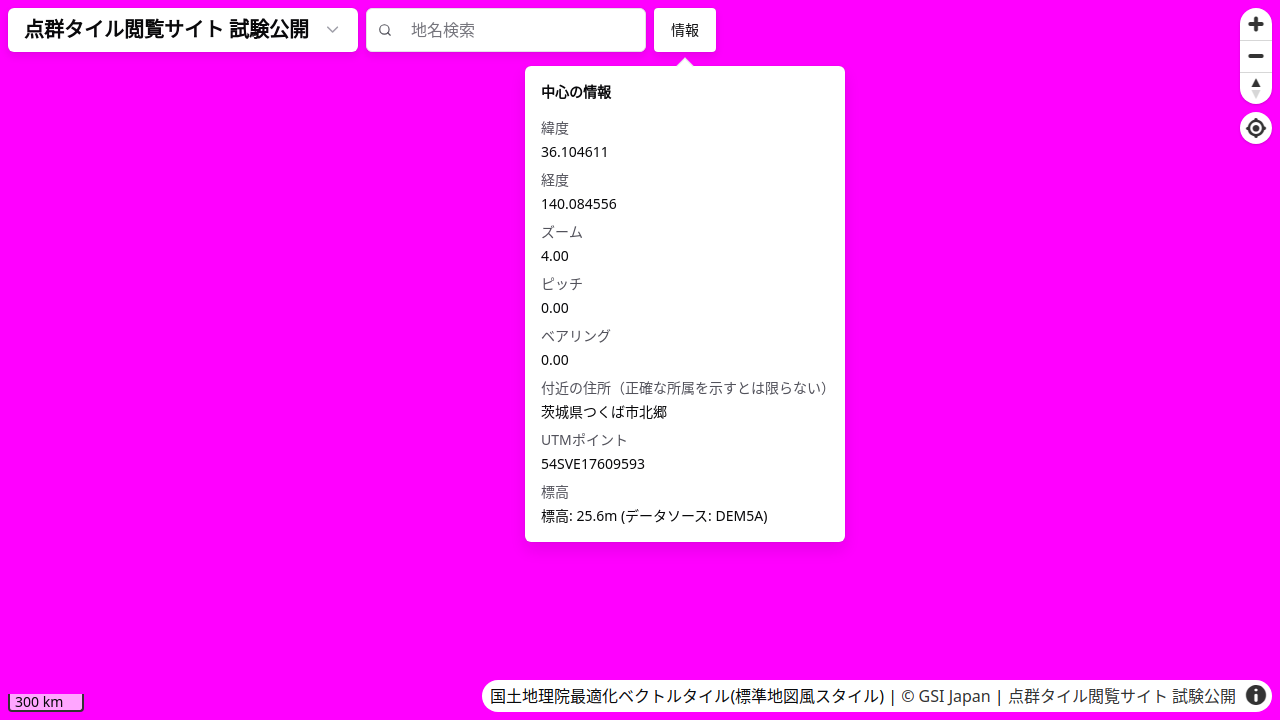 点群タイル閲覧サイト 試験公開
地名検索
情報
中心の情報
緯度
36.104611
経度
140.084556
ズーム
4.00
ピッチ
0.00
ベアリング
0.00
付近の住所（正確な所属を示すとは限らない）
茨城県つくば市北郷
UTMポイント
54SVE17609593
標高
標高: 25.6m (データソース: DEM5A)
300 km
国土地理院最適化ベクトルタイル(標準地図風スタイル) | © GSI Japan | 点群タイル閲覧サイト 試験公開